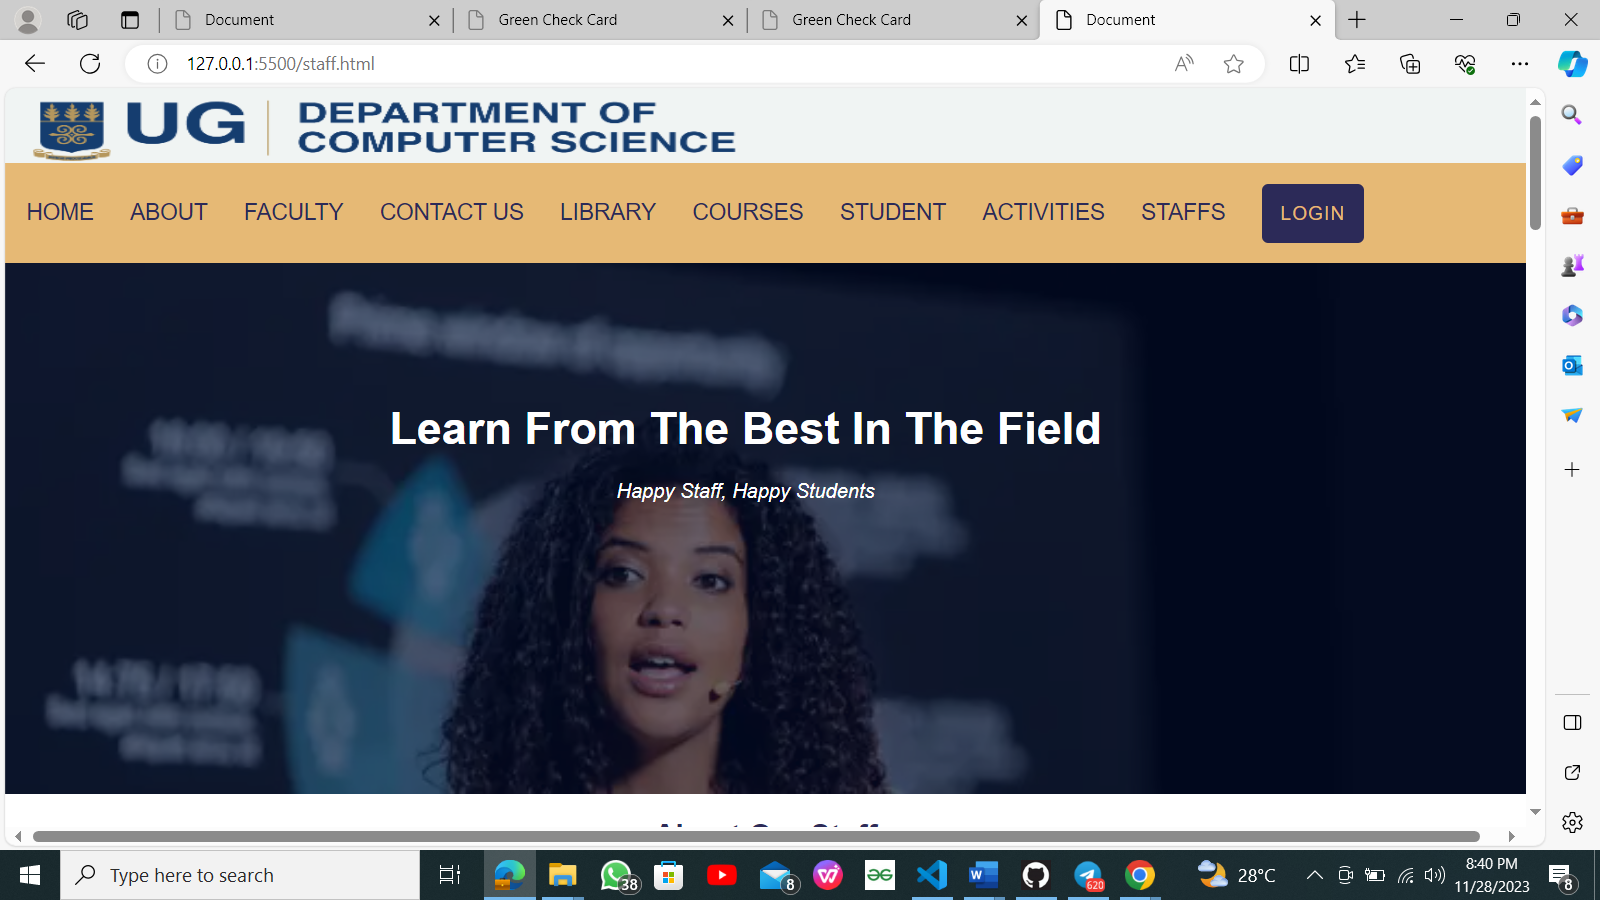 Document
Green Check Card
Green Check Card
Document
127.0.0.1:5500/staff.html
UG
DEPARTMENT OF
COMPUTER SCIENCE
HOME ABOUT FACULTY CONTACT US LIBRARY COURSES STUDENT ACTIVITIES STAFFS LOGIN
Learn From The Best In The Field
Happy Staff, Happy Students
Type here to search
38
8
620
28°C
8:40 PM
11/28/2023
8